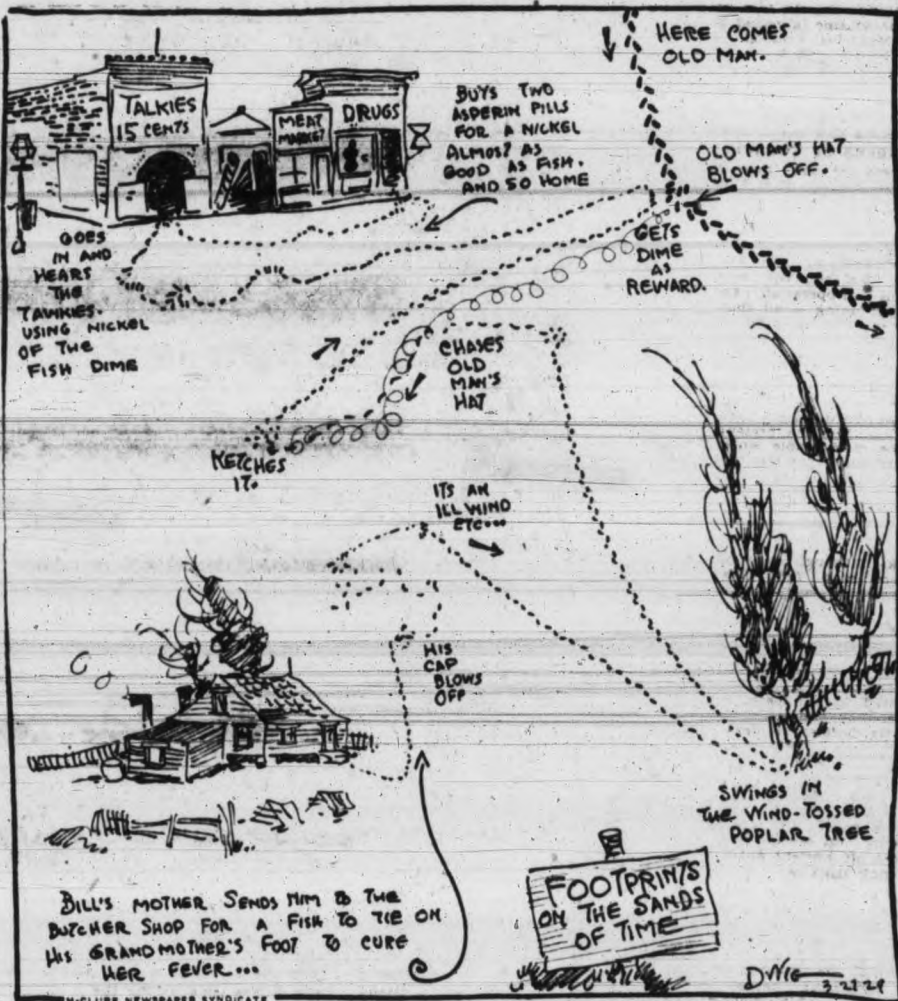 HERE COMES
OLD MAN.
TALKIES
15 CENTS
MEAT
MARKET
DRUGS
BUYS TWO
ASPERIN PILLS
FOR A NICKEL
ALMOST AS
GOOD AS FISH.
AND SO HOME
OLD MAN'S HAT
BLOWS OFF.
GETS
DIME
AS
REWARD.
GOES
IN AND
HEARS
THE
TAWKIES.
USING NICKEL
OF THE
FISH DIME
CHASES
OLD
MAN'S
HAT
KETCHES
IT.
ITS AN
ILL WIND
ETC...
HIS
CAP
BLOWS
OFF
SWINGS IN
THE WIND-TOSSED
POPLAR TREE
BILL'S MOTHER SENDS HIM TO THE
BUTCHER SHOP FOR A FISH TO TIE ON
HIS GRANDMOTHER'S FOOT TO CURE
HER FEVER...
FOOTPRINTS
ON THE SANDS
OF TIME
DWIG
McCLURE NEWSPAPER SYNDICATE